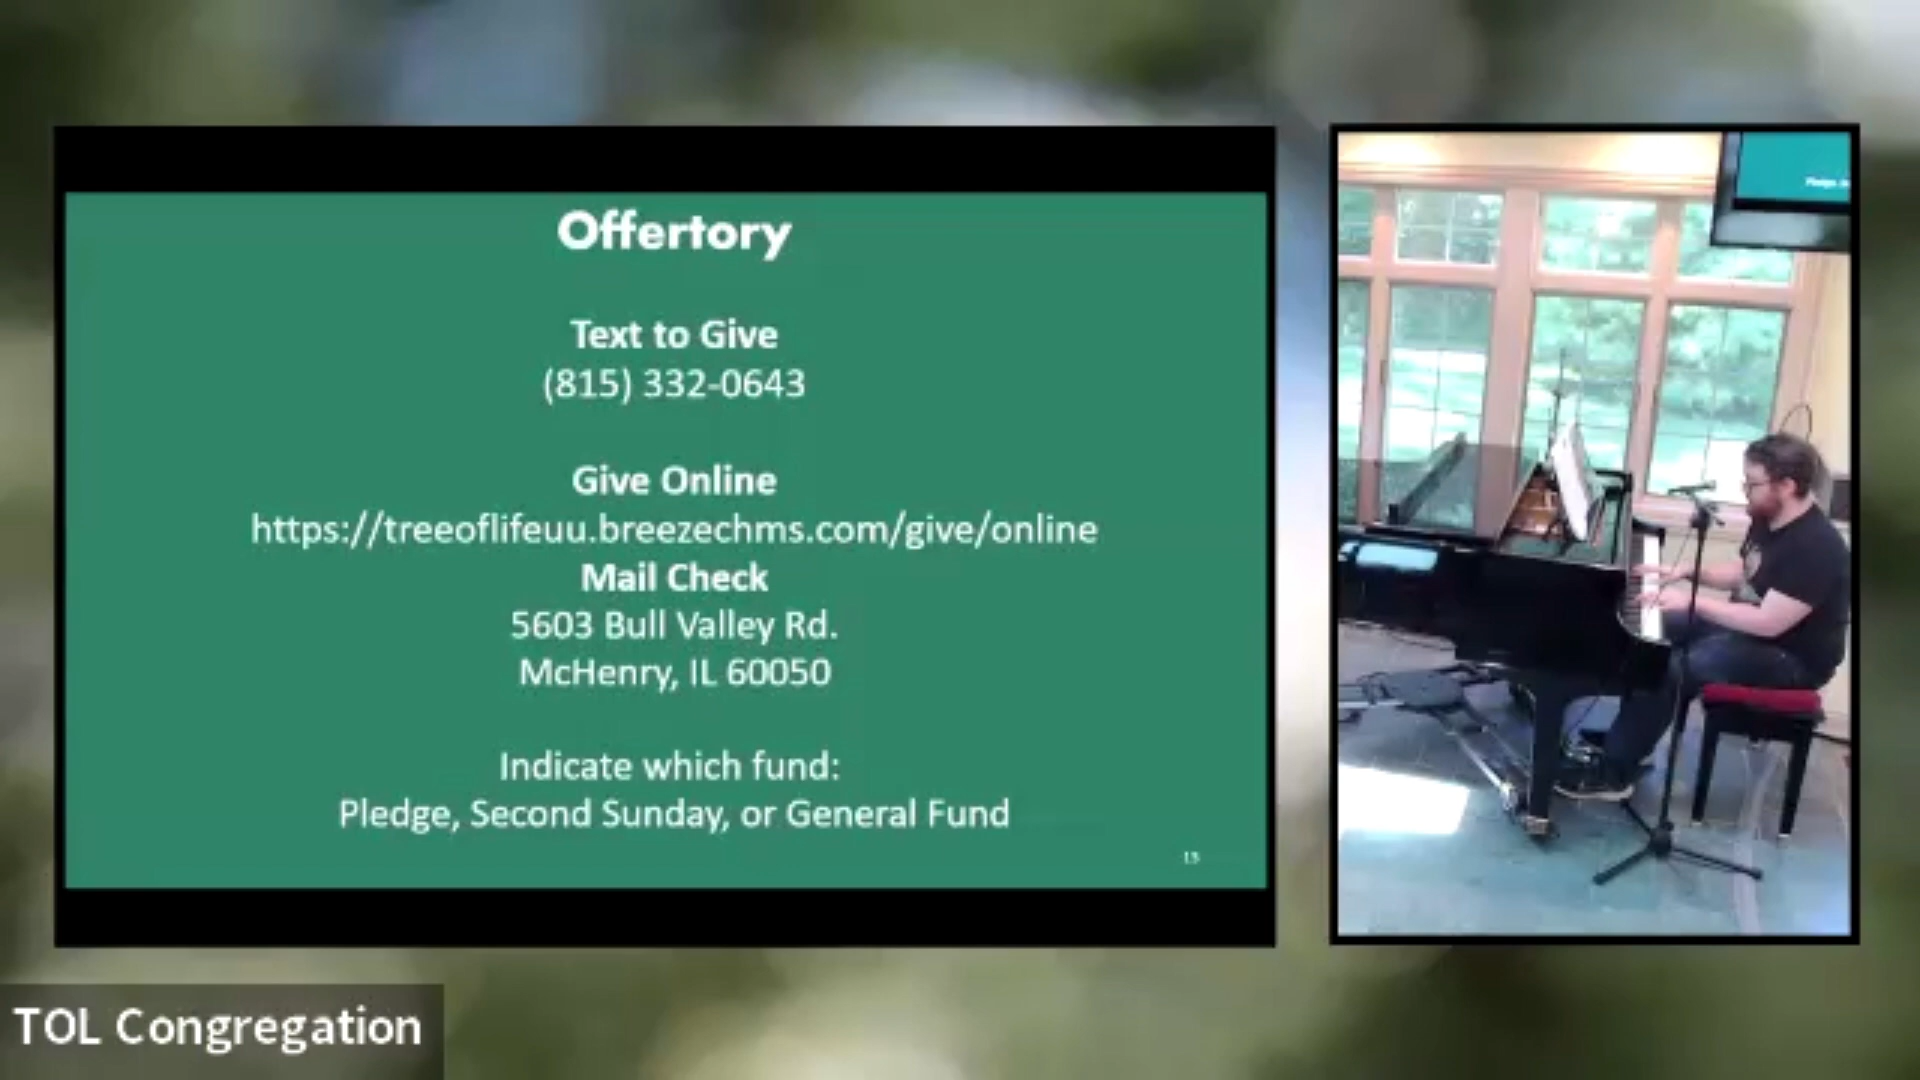 Offertory
Text to Give
(815) 332-0643
Give Online
https://treeoflifeuu.breezechms.com/give/online
Mail Check
5603 Bull Valley Rd.
McHenry, IL 60050
Indicate which fund:
Pledge, Second Sunday, or General Fund
13
TOL Congregation